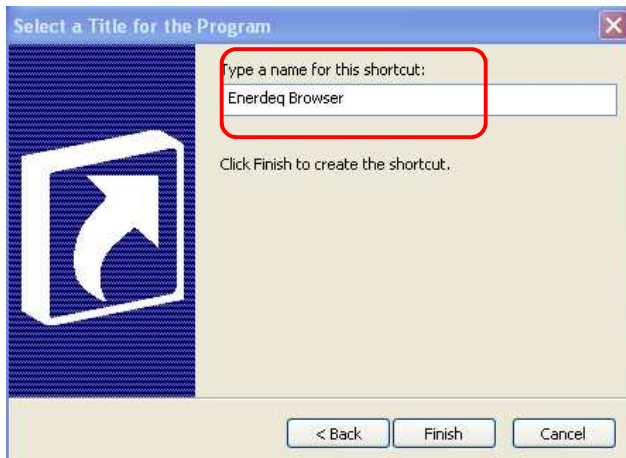 Select a Title for the Program
Type a name for this shortcut:
Enerdeq Browser
Click Finish to create the shortcut.
< Back
Finish
Cancel